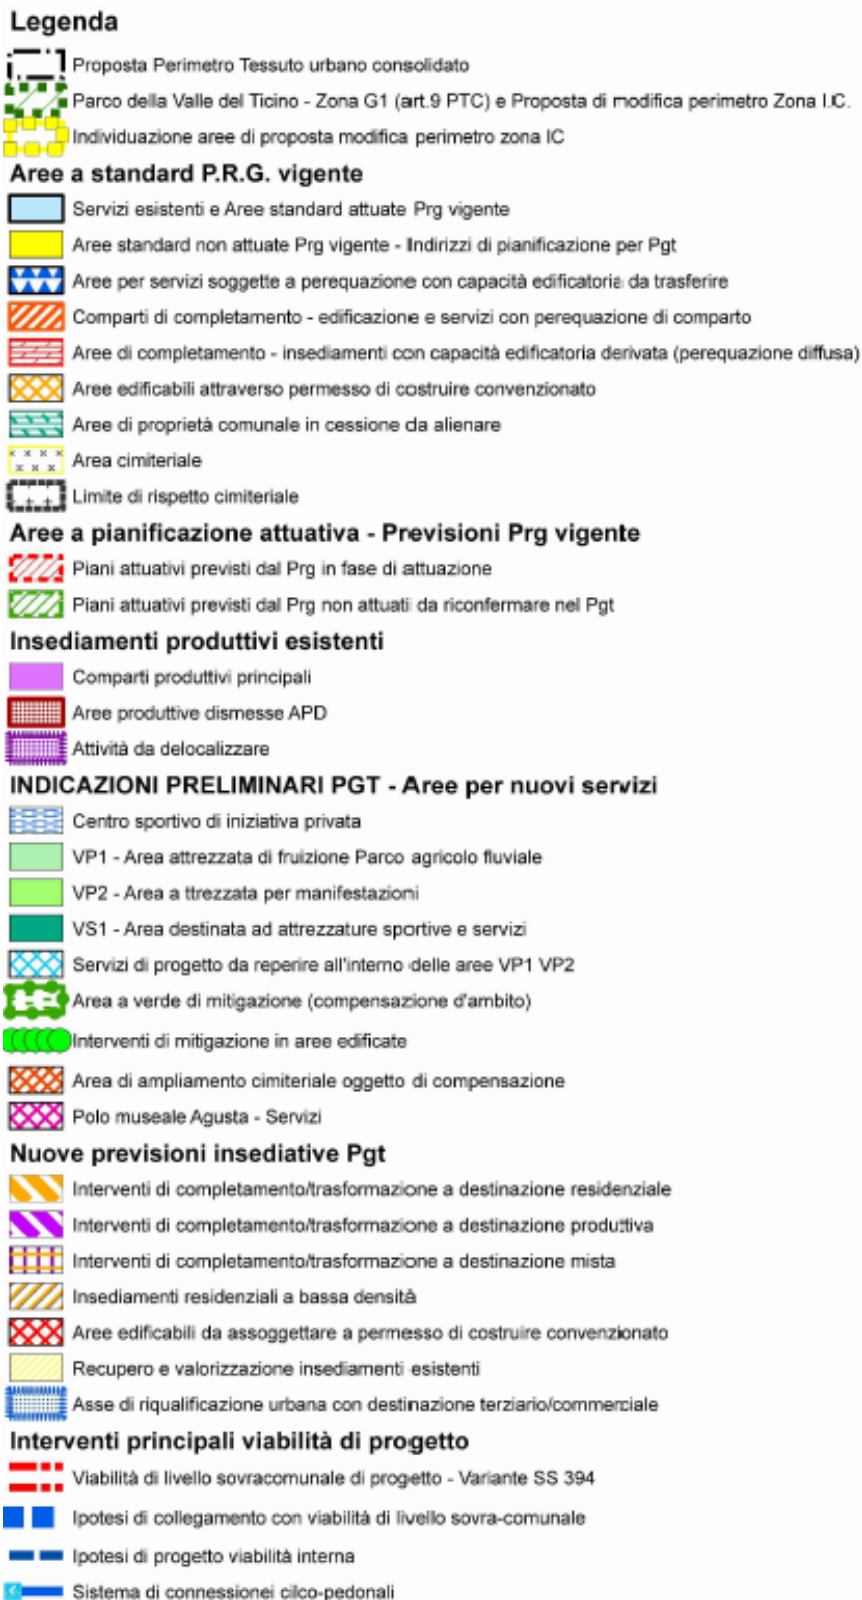 Legenda
Proposta Perimetro Tessuto urbano consolidato
Parco della Valle del Ticino - Zona G1 (art.9 PTC) e Proposta di modifica perimetro Zona I.C.
Individuazione aree di proposta modifica perimetro zona IC
Aree a standard P.R.G. vigente
Servizi esistenti e Aree standard attuate Prg vigente
Aree standard non attuate Prg vigente - Indirizzi di pianificazione per Pgt
Aree per servizi soggette a perequazione con capacità edificatoria da trasferire
Comparti di completamento - edificazione e servizi con perequazione di comparto
Aree di completamento - insediamenti con capacità edificatoria derivata (perequazione diffusa)
Aree edificabili attraverso permesso di costruire convenzionato
Aree di proprietà comunale in cessione da alienare
Area cimiteriale
Limite di rispetto cimiteriale
Aree a pianificazione attuativa - Previsioni Prg vigente
Piani attuativi previsti dal Prg in fase di attuazione
Piani attuativi previsti dal Prg non attuati da riconfermare nel Pgt
Insediamenti produttivi esistenti
Comparti produttivi principali
Aree produttive dismesse APD
Attività da delocalizzare
INDICAZIONI PRELIMINARI PGT - Aree per nuovi servizi
Centro sportivo di iniziativa privata
VP1 - Area attrezzata di fruizione Parco agricolo fluviale
VP2 - Area a ttrezzata per manifestazioni
VS1 - Area destinata ad attrezzature sportive e servizi
Servizi di progetto da reperire all'interno delle aree VP1 VP2
Area a verde di mitigazione (compensazione d'ambito)
Interventi di mitigazione in aree edificate
Area di ampliamento cimiteriale oggetto di compensazione
Polo museale Agusta - Servizi
Nuove previsioni insediative Pgt
Interventi di completamento/trasformazione a destinazione residenziale
Interventi di completamento/trasformazione a destinazione produttiva
Interventi di completamento/trasformazione a destinazione mista
Insediamenti residenziali a bassa densità
Aree edificabili da assoggettare a permesso di costruire convenzionato
Recupero e valorizzazione insediamenti esistenti
Asse di riqualificazione urbana con destinazione terziario/commerciale
Interventi principali viabilità di progetto
Viabilità di livello sovracomunale di progetto - Variante SS 394
Ipotesi di collegamento con viabilità di livello sovra-comunale
Ipotesi di progetto viabilità interna
Sistema di connessionei cilco-pedonali